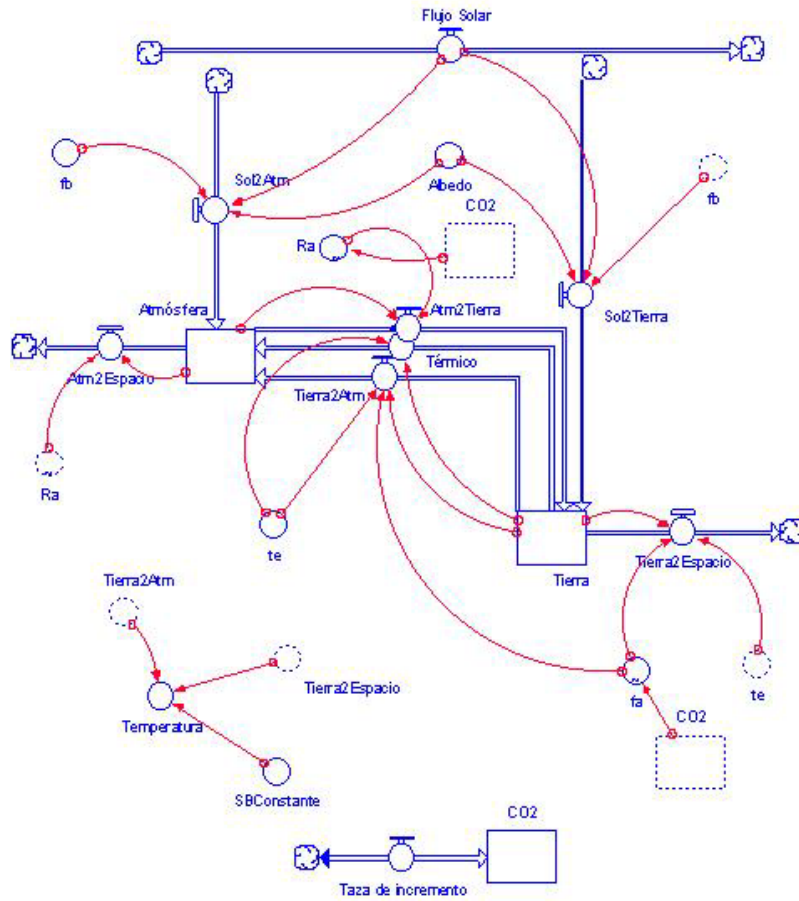 Flujo Solar
fb
Sol2Atm
Albedo
fb
CO2
Ra
Atmósfera
Atm2Tierra
Sol2Tierra
Térmico
Atm2Espacio
Tierra2Atm
Ra
te
Tierra
Tierra2Espacio
Tierra2Atm
Tierra2Espacio
fa
te
CO2
Temperatura
SBConstante
CO2
Taza de incremento